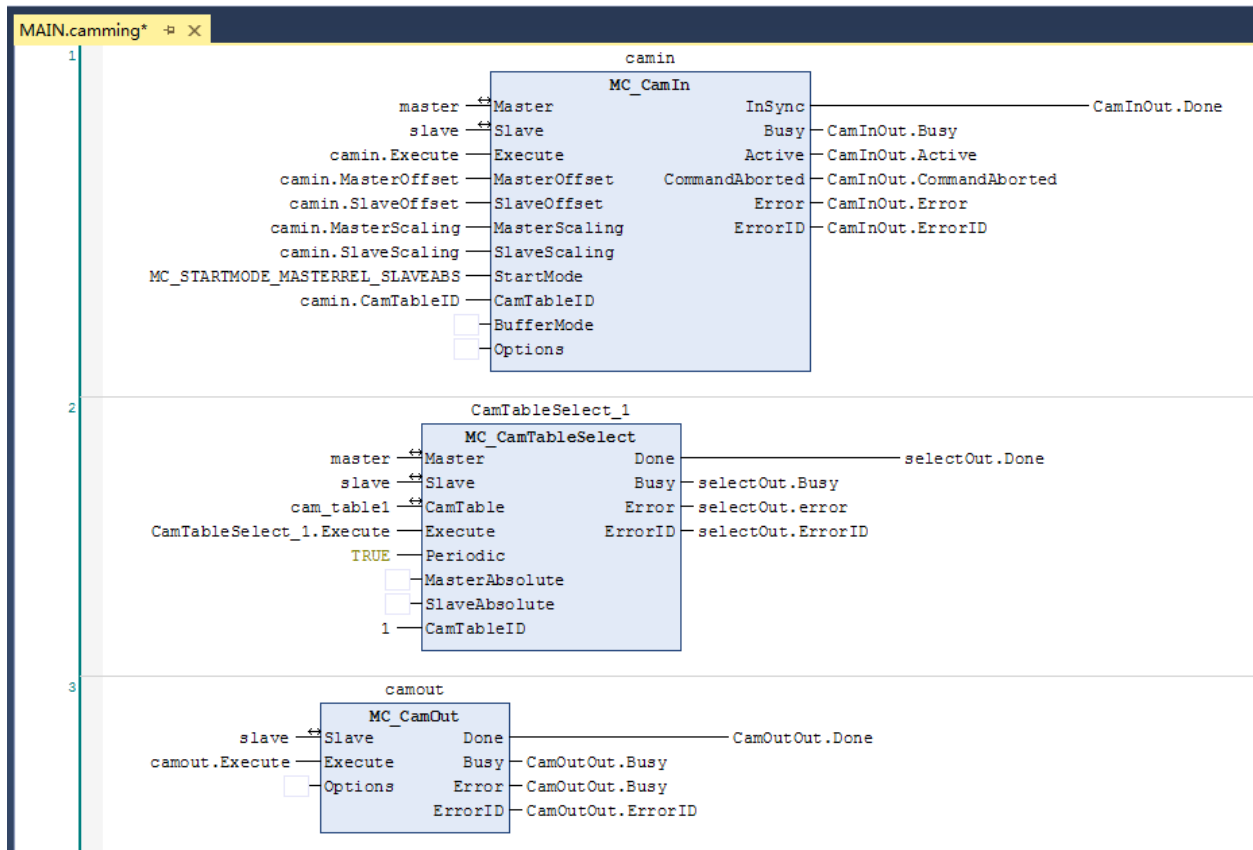 MAIN.camming*
1
camin
MC_CamIn
master Master InSync CamInOut.Done
slave Slave Busy CamInOut.Busy
camin.Execute Execute Active CamInOut.Active
camin.MasterOffset MasterOffset CommandAborted CamInOut.CommandAborted
camin.SlaveOffset SlaveOffset Error CamInOut.Error
camin.MasterScaling MasterScaling ErrorID CamInOut.ErrorID
camin.SlaveScaling SlaveScaling
MC_STARTMODE_MASTERREL_SLAVEABS StartMode
camin.CamTableID CamTableID
BufferMode
Options
2
CamTableSelect_1
MC_CamTableSelect
master Master Done selectOut.Done
slave Slave Busy selectOut.Busy
cam_table1 CamTable Error selectOut.error
CamTableSelect_1.Execute Execute ErrorID selectOut.ErrorID
TRUE Periodic
MasterAbsolute
SlaveAbsolute
1 CamTableID
3
camout
MC_CamOut
slave Slave Done CamOutOut.Done
camout.Execute Execute Busy CamOutOut.Busy
Options Error CamOutOut.Busy
ErrorID CamOutOut.ErrorID